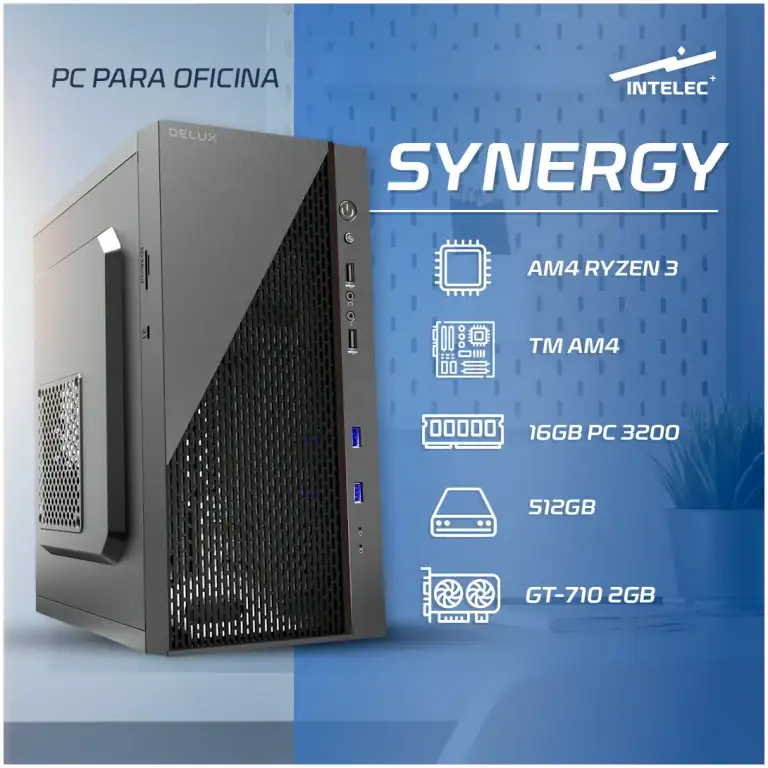 PC PARA OFICINA
INTELEC+
SYNERGY
DELUX
AM4 RYZEN 3
TM AM4
16GB PC 3200
512GB
GT-710 2GB